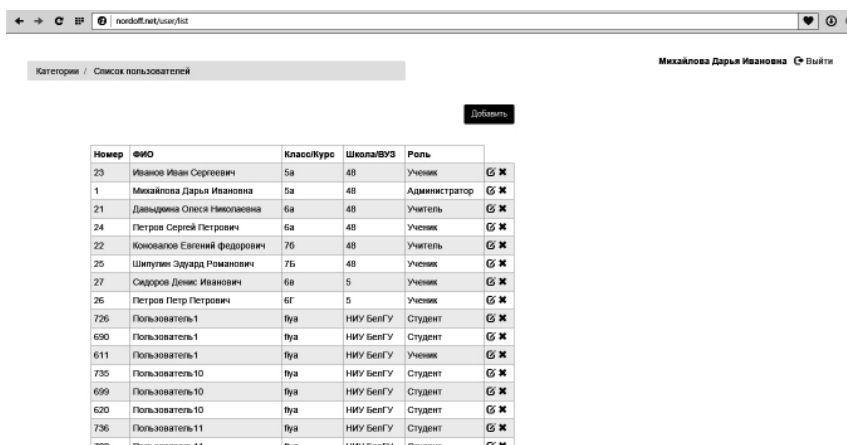 nordoff.net/user/list
Михайлова Дарья Ивановна Выйти
Категории / Список пользователей
Добавить
Номер ФИО Класс/Курс Школа/ВУЗ Роль
23 Иванов Иван Сергеевич 5а 48 Ученик
1 Михайлова Дарья Ивановна 5а 48 Администратор
21 Давыдкина Олеся Николаевна 6а 48 Учитель
24 Петров Сергей Петрович 6а 48 Ученик
22 Коновалов Евгений федорович 7б 48 Учитель
25 Шипулин Эдуард Романович 7Б 48 Ученик
27 Сидоров Денис Иванович 6в 5 Ученик
26 Петров Петр Петрович 6Г 5 Ученик
726 Пользователь1 fiya НИУ БелГУ Студент
690 Пользователь1 fiya НИУ БелГУ Студент
611 Пользователь1 fiya НИУ БелГУ Ученик
735 Пользователь10 fiya НИУ БелГУ Студент
699 Пользователь10 fiya НИУ БелГУ Студент
620 Пользователь10 fiya НИУ БелГУ Студент
736 Пользователь11 fiya НИУ БелГУ Студент